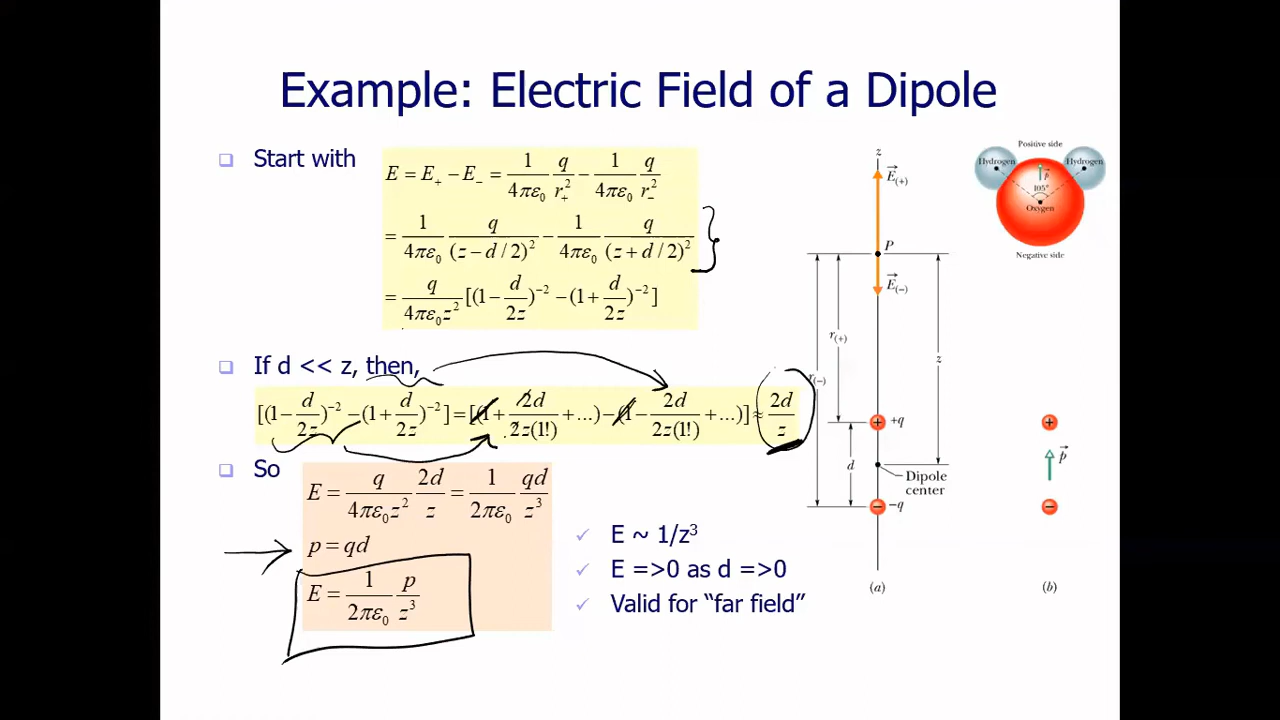 Example: Electric Field of a Dipole
Start with
E = E₊ − E₋ = 1/4πε₀ q/r₊² − 1/4πε₀ q/r₋²
= 1/4πε₀ q/(z − d / 2)² − 1/4πε₀ q/(z + d / 2)²
= q/4πε₀z² [(1 − d/2z)⁻² − (1 + d/2z)⁻²]
If d << z, then,
[(1 − d/2z)⁻² − (1 + d/2z)⁻²] = [(1 + 2d/2z(1!) + ...) − (1 − 2d/2z(1!) + ...)] ≈ 2d/z
So
E = q/4πε₀z² 2d/z = 1/2πε₀ qd/z³
p = qd
E = 1/2πε₀ p/z³
E ~ 1/z³
E =>0 as d =>0
Valid for “far field”
z
E⃗(+)
P
E⃗(−)
r(+)
z
r(−)
+
+q
d
Dipole
center
−
−q
(a)
Positive side
Hydrogen
Hydrogen
p⃗
105°
Oxygen
Negative side
+
p⃗
−
(b)